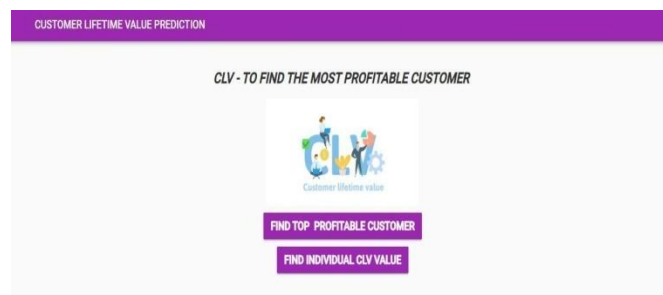 CUSTOMER LIFETIME VALUE PREDICTION
CLV - TO FIND THE MOST PROFITABLE CUSTOMER
CLV
Customer lifetime value
FIND TOP PROFITABLE CUSTOMER
FIND INDIVIDUAL CLV VALUE